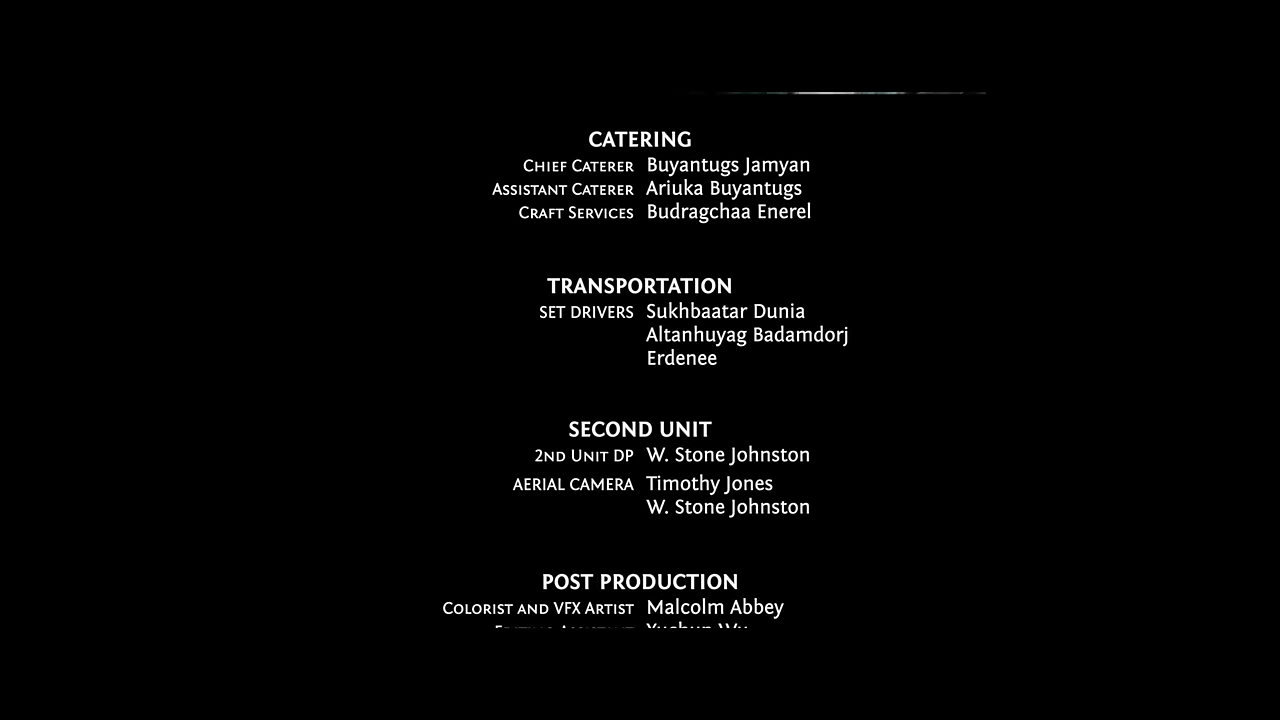 CATERING
CHIEF CATERER Buyantugs Jamyan
ASSISTANT CATERER Ariuka Buyantugs
CRAFT SERVICES Budragchaa Enerel
TRANSPORTATION
SET DRIVERS Sukhbaatar Dunia
Altanhuyag Badamdorj
Erdenee
SECOND UNIT
2ND UNIT DP W. Stone Johnston
AERIAL CAMERA Timothy Jones
W. Stone Johnston
POST PRODUCTION
COLORIST AND VFX ARTIST Malcolm Abbey